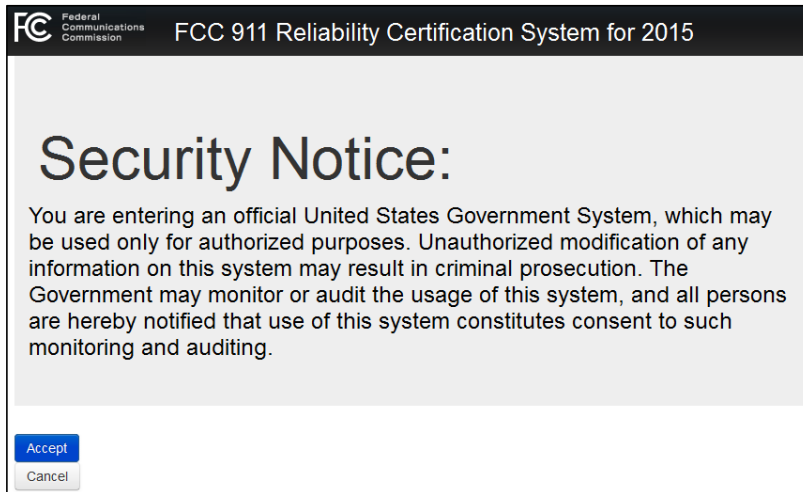 FC Federal
Communications
Commission
FCC 911 Reliability Certification System for 2015
Security Notice:
You are entering an official United States Government System, which may
be used only for authorized purposes. Unauthorized modification of any
information on this system may result in criminal prosecution. The
Government may monitor or audit the usage of this system, and all persons
are hereby notified that use of this system constitutes consent to such
monitoring and auditing.
Accept
Cancel